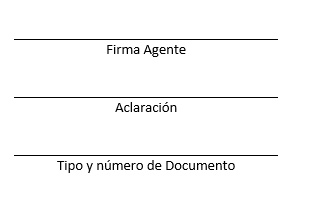 Firma Agente
Aclaración
Tipo y número de Documento